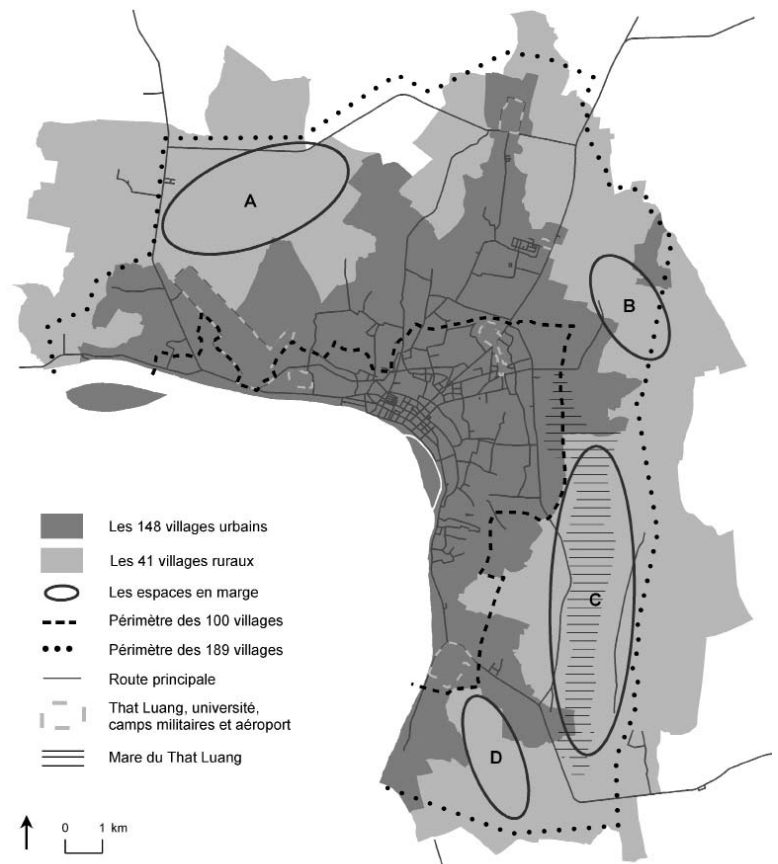 A
B
C
D
Les 148 villages urbains
Les 41 villages ruraux
Les espaces en marge
Périmètre des 100 villages
Périmètre des 189 villages
Route principale
That Luang, université,
camps militaires et aéroport
Mare du That Luang
0 1 km